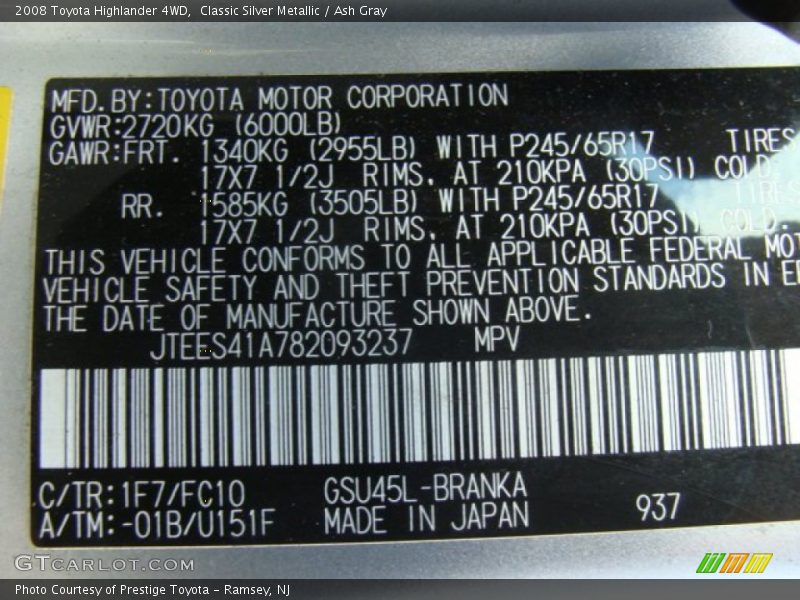 2008 Toyota Highlander 4WD,  Classic Silver Metallic / Ash Gray
MFD.BY:TOYOTA MOTOR CORPORATION
GVWR:2720KG (6000LB)
GAWR:FRT. 1340KG (2955LB) WITH P245/65R17 TIRES
17X7 1/2J RIMS, AT 210KPA (30PSI) COLD.
RR. 1585KG (3505LB) WITH P245/65R17 TIRES
17X7 1/2J RIMS, AT 210KPA (30PSI) COLD.
THIS VEHICLE CONFORMS TO ALL APPLICABLE FEDERAL MOT
VEHICLE SAFETY AND THEFT PREVENTION STANDARDS IN
THE DATE OF MANUFACTURE SHOWN ABOVE.
JTEES41A782093237 MPV
C/TR:1F7/FC10 GSU45L-BRANKA
A/TM:-01B/U151F MADE IN JAPAN 937
GTCARLOT.COM
Photo Courtesy of Prestige Toyota - Ramsey, NJ